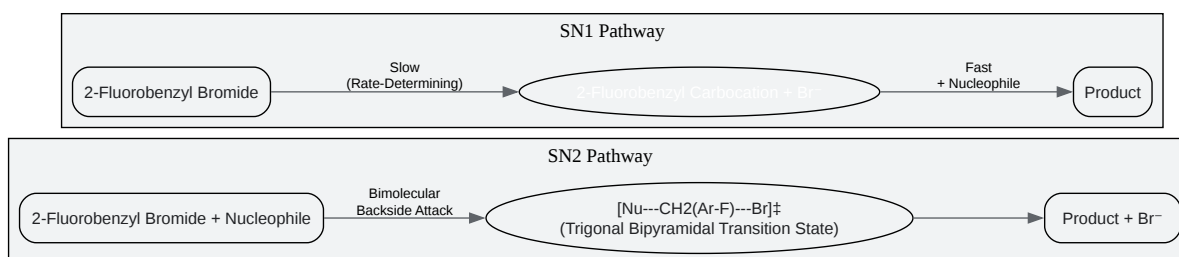 SN1 Pathway
2-Fluorobenzyl Bromide
Slow
(Rate-Determining)
2-Fluorobenzyl Carbocation + Br⁻
Fast
+ Nucleophile
Product
SN2 Pathway
2-Fluorobenzyl Bromide + Nucleophile
Bimolecular
Backside Attack
[Nu---CH2(Ar-F)---Br]‡
(Trigonal Bipyramidal Transition State)
Product + Br⁻